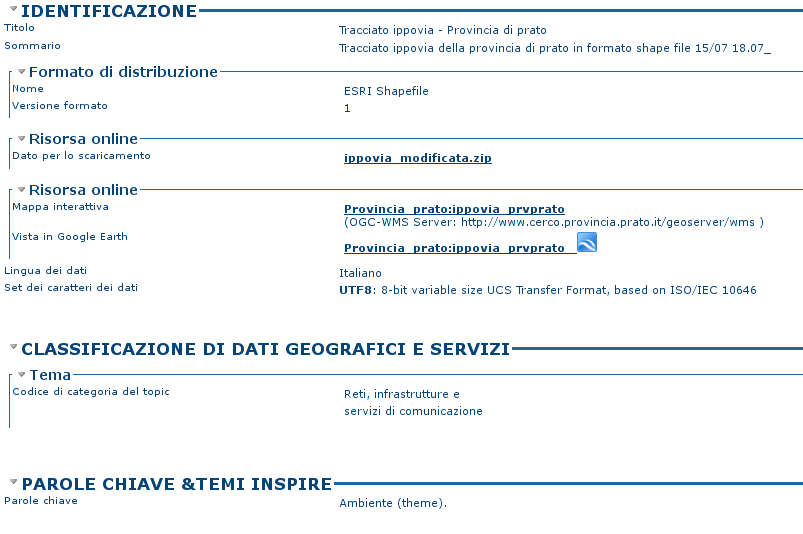 IDENTIFICAZIONE
Titolo Tracciato ippovia - Provincia di prato
Sommario Tracciato ippovia della provincia di prato in formato shape file 15/07 18.07_
Formato di distribuzione
Nome ESRI Shapefile
Versione formato 1
Risorsa online
Dato per lo scaricamento ippovia_modificata.zip
Risorsa online
Mappa interattiva Provincia_prato:ippovia_prvprato
(OGC-WMS Server: http://www.cerco.provincia.prato.it/geoserver/wms )
Vista in Google Earth Provincia_prato:ippovia_prvprato
Lingua dei dati Italiano
Set dei caratteri dei dati UTF8: 8-bit variable size UCS Transfer Format, based on ISO/IEC 10646
CLASSIFICAZIONE DI DATI GEOGRAFICI E SERVIZI
Tema
Codice di categoria del topic Reti, infrastrutture e
servizi di comunicazione
PAROLE CHIAVE &TEMI INSPIRE
Parole chiave Ambiente (theme).